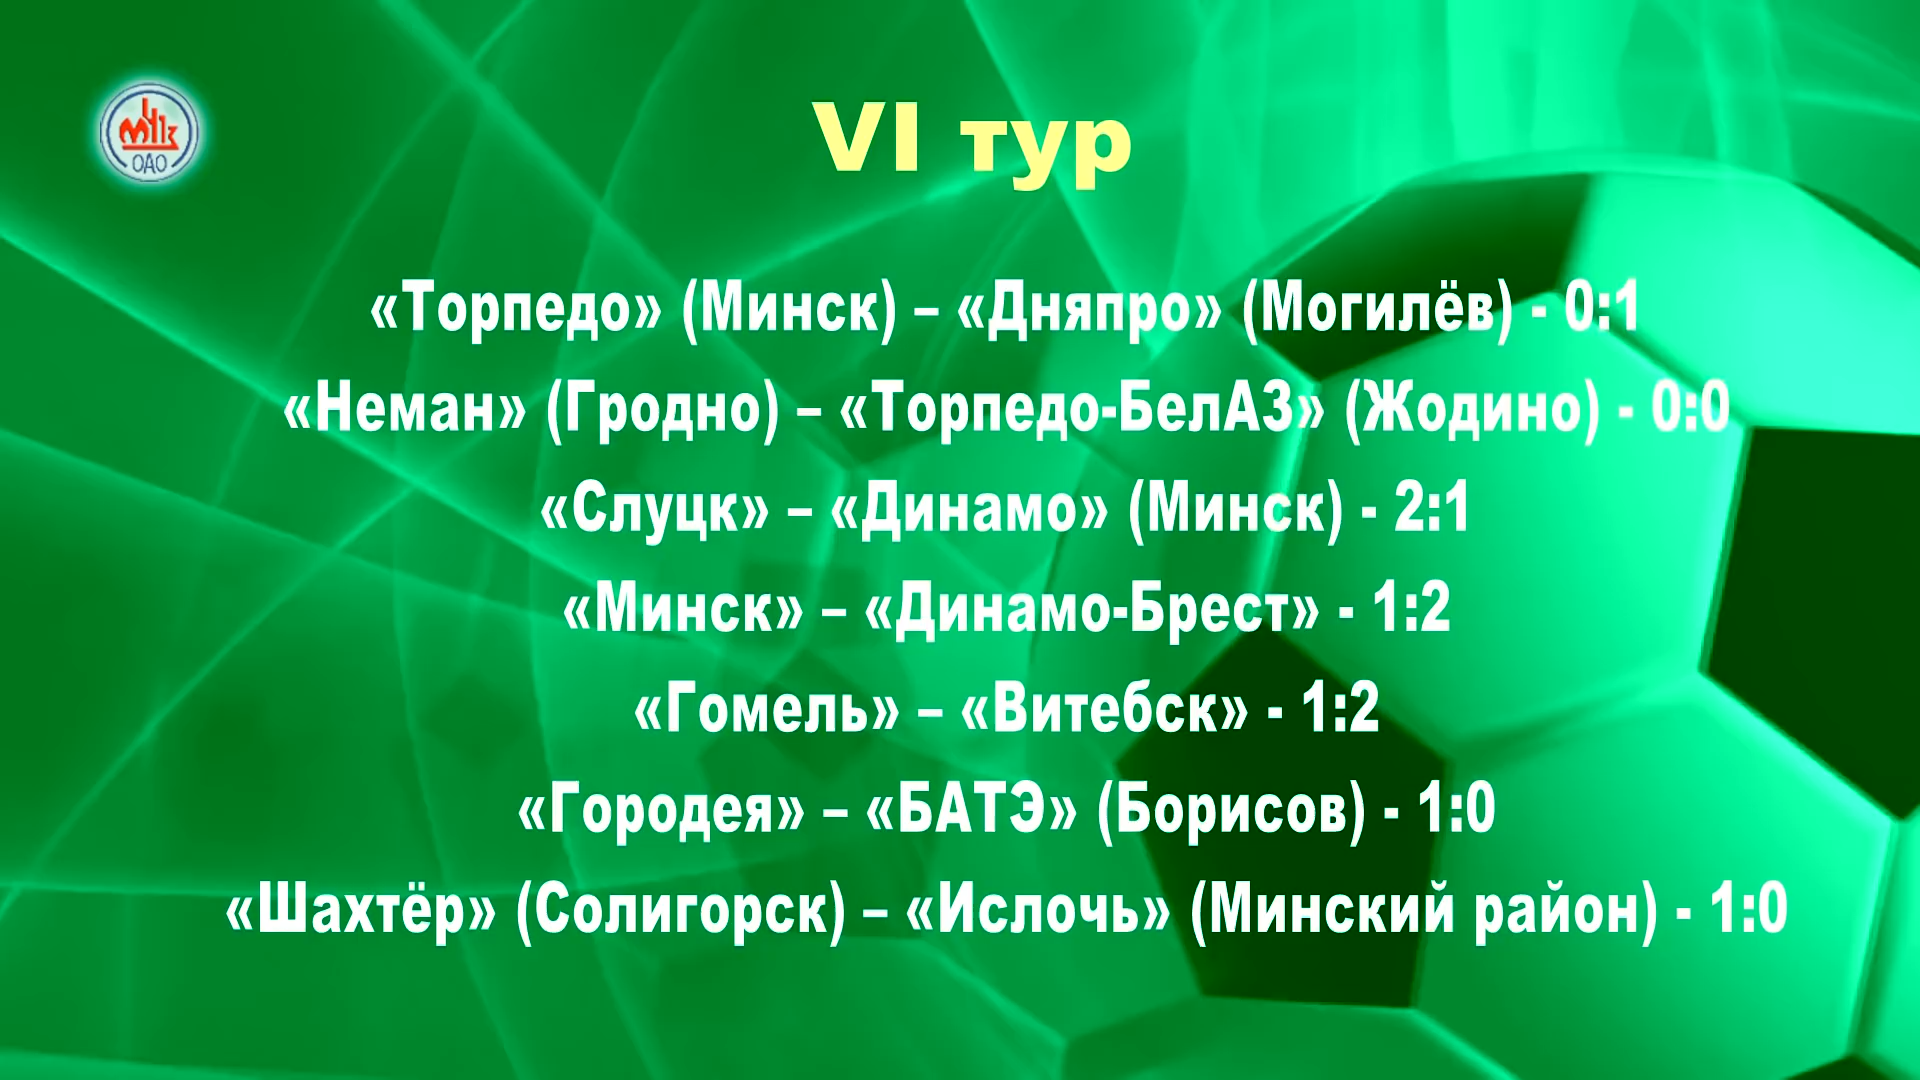 VI тур
ОАО
«Торпедо» (Минск) – «Дняпро» (Могилёв) - 0:1
«Неман» (Гродно) – «Торпедо-БелАЗ» (Жодино) - 0:0
«Слуцк» – «Динамо» (Минск) - 2:1
«Минск» – «Динамо-Брест» - 1:2
«Гомель» – «Витебск» - 1:2
«Городея» – «БАТЭ» (Борисов) - 1:0
«Шахтёр» (Солигорск) – «Ислочь» (Минский район) - 1:0